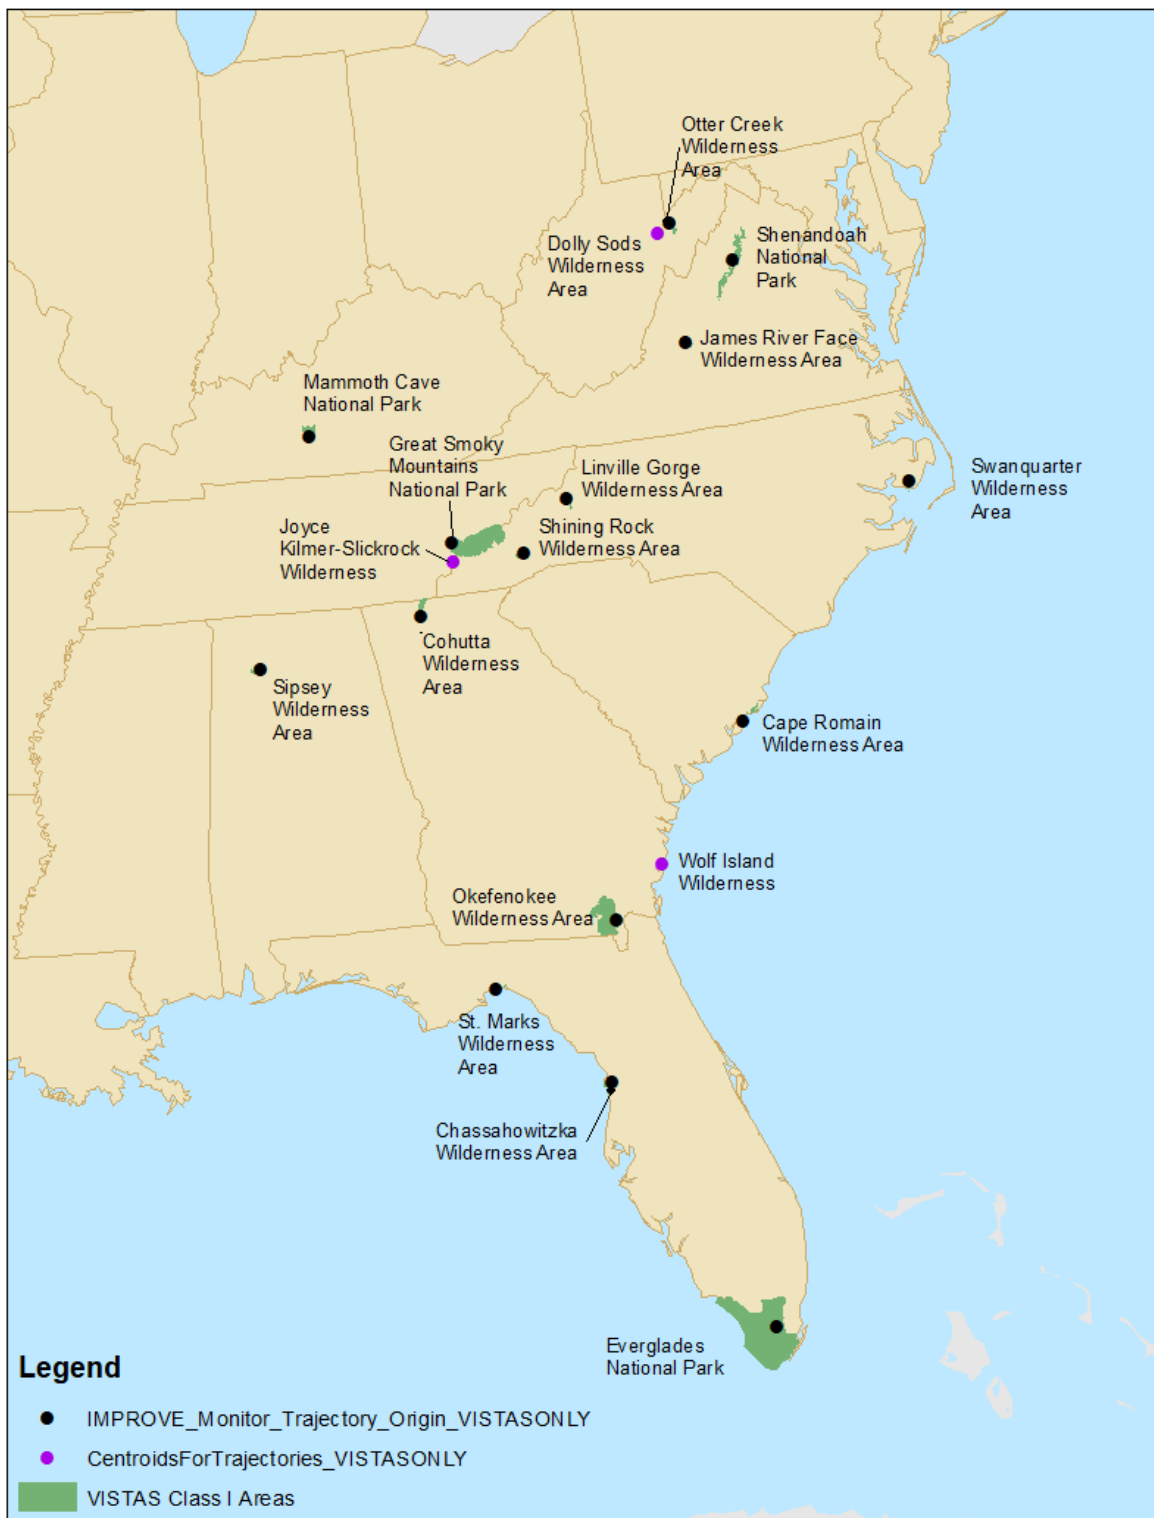 Otter Creek
Wilderness
Area
Dolly Sods
Wilderness
Area
Shenandoah
National
Park
James River Face
Wilderness Area
Mammoth Cave
National Park
Great Smoky
Mountains
National Park
Linville Gorge
Wilderness Area
Swanquarter
Wilderness
Area
Joyce
Kilmer-Slickrock
Wilderness
Shining Rock
Wilderness Area
Cohutta
Wilderness
Area
Sipsey
Wilderness
Area
Cape Romain
Wilderness Area
Wolf Island
Wilderness
Okefenokee
Wilderness Area
St. Marks
Wilderness
Area
Chassahowitzka
Wilderness Area
Everglades
National Park
Legend
IMPROVE_Monitor_Trajectory_Origin_VISTASONLY
CentroidsForTrajectories_VISTASONLY
VISTAS Class I Areas